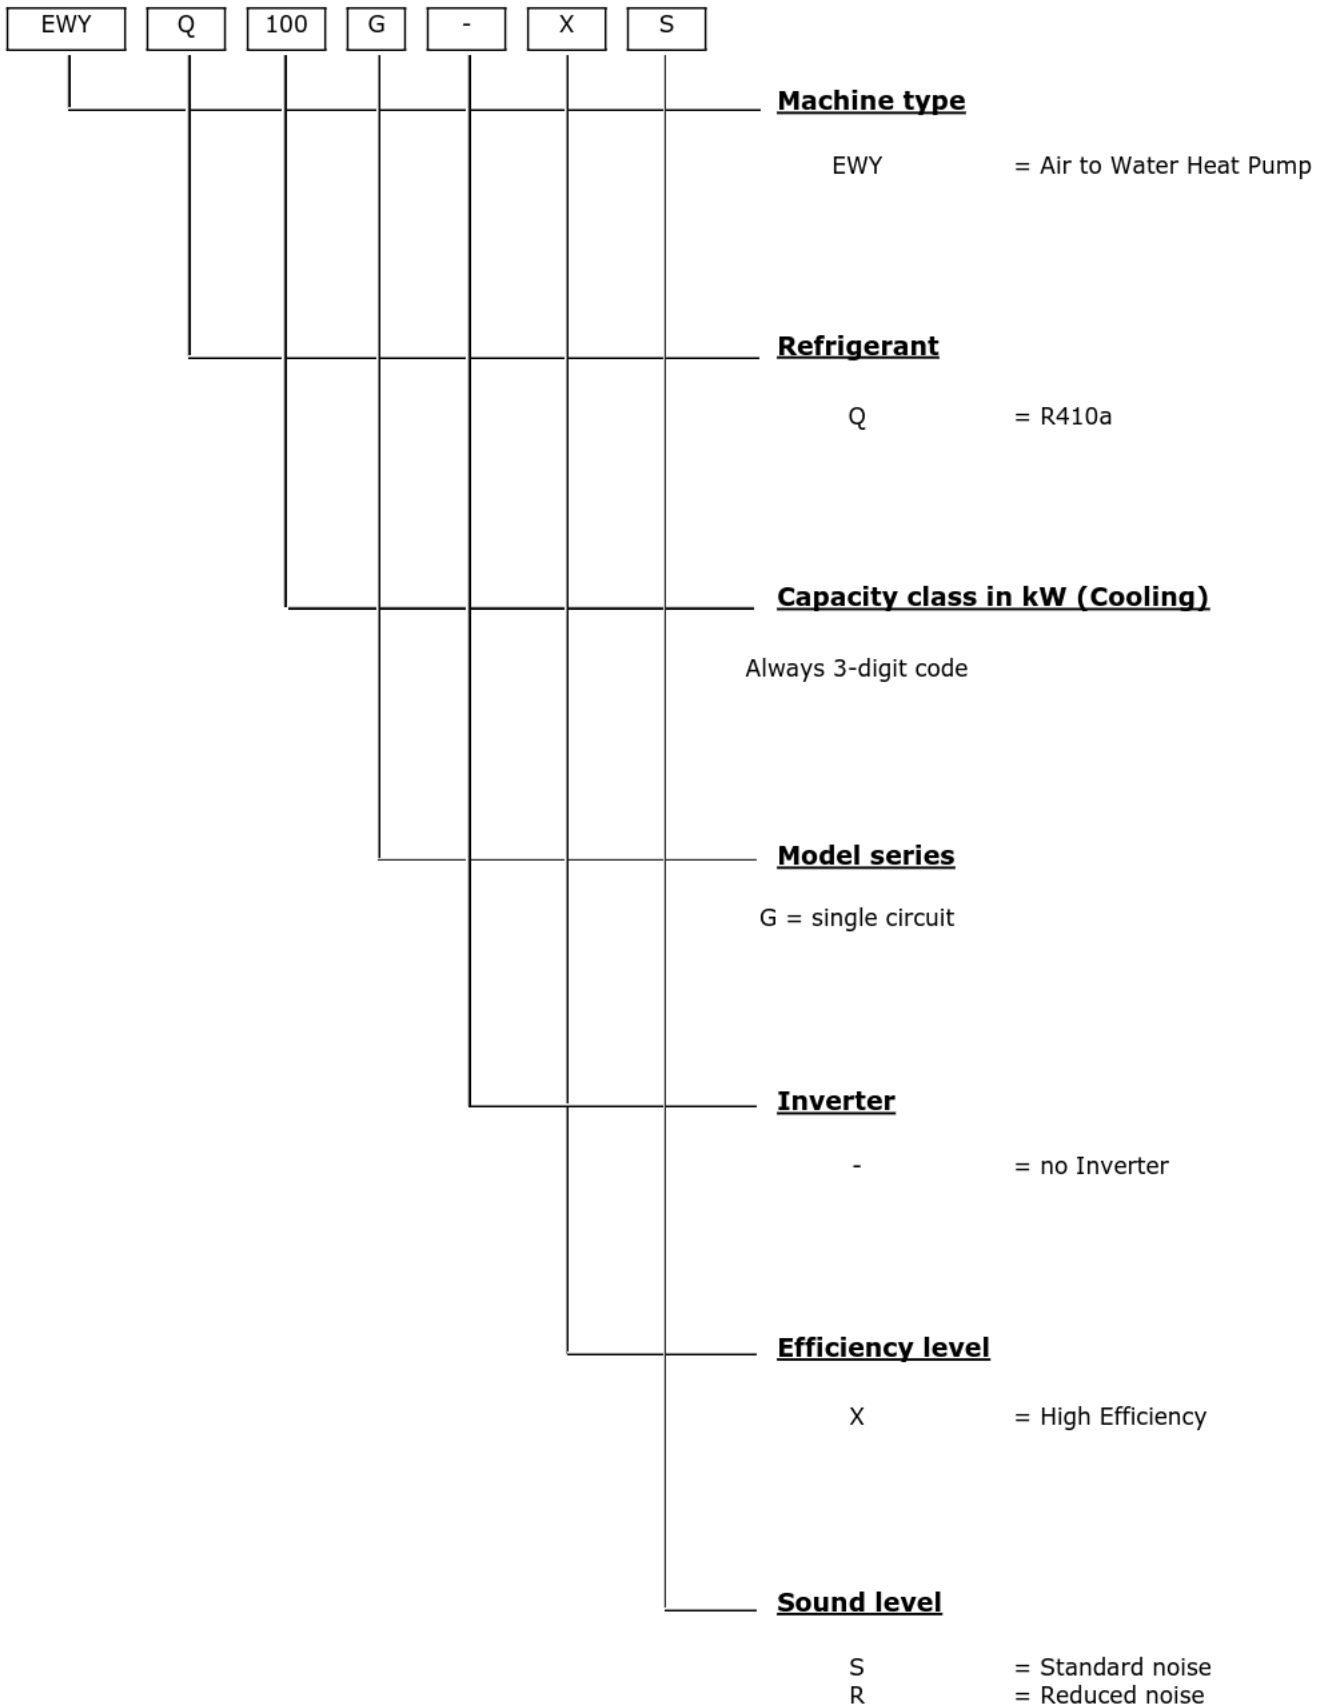 EWY Q 100 G - X S
Machine type
EWY = Air to Water Heat Pump
Refrigerant
Q = R410a
Capacity class in kW (Cooling)
Always 3-digit code
Model series
G = single circuit
Inverter
- = no Inverter
Efficiency level
X = High Efficiency
Sound level
S = Standard noise
R = Reduced noise